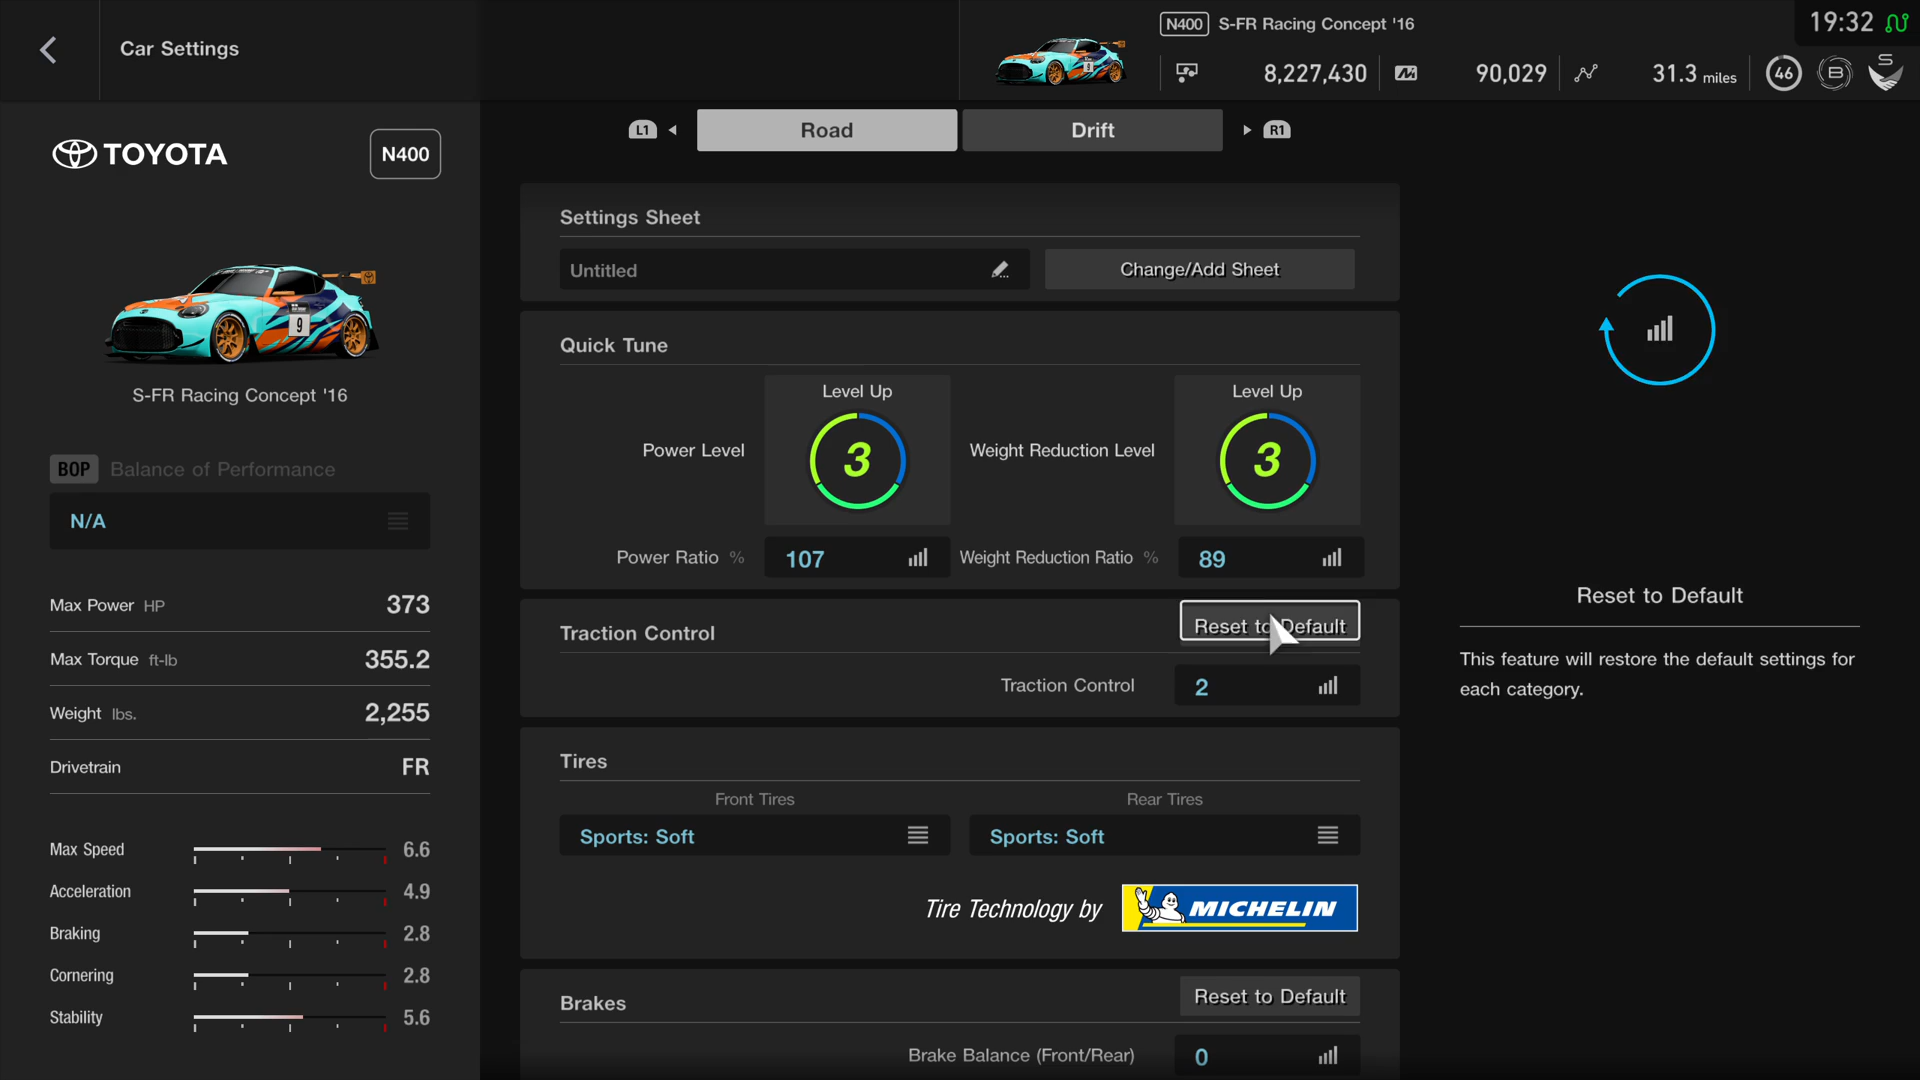 Car Settings
N400 S-FR Racing Concept '16
19:32
8,227,430
90,029
31.3 miles
46
B
S
TOYOTA
N400
9
S-FR Racing Concept '16
BOP Balance of Performance
N/A
Max Power HP 373
Max Torque ft-lb 355.2
Weight lbs. 2,255
Drivetrain FR
Max Speed 6.6
Acceleration 4.9
Braking 2.8
Cornering 2.8
Stability 5.6
L1 Road Drift R1
Settings Sheet
Untitled Change/Add Sheet
Quick Tune
Level Up Level Up
Power Level 3 Weight Reduction Level 3
Power Ratio % 107 Weight Reduction Ratio % 89
Traction Control Reset to Default
Traction Control 2
Tires
Front Tires Rear Tires
Sports: Soft Sports: Soft
Tire Technology by MICHELIN
Brakes Reset to Default
Brake Balance (Front/Rear) 0
Reset to Default
This feature will restore the default settings for
each category.